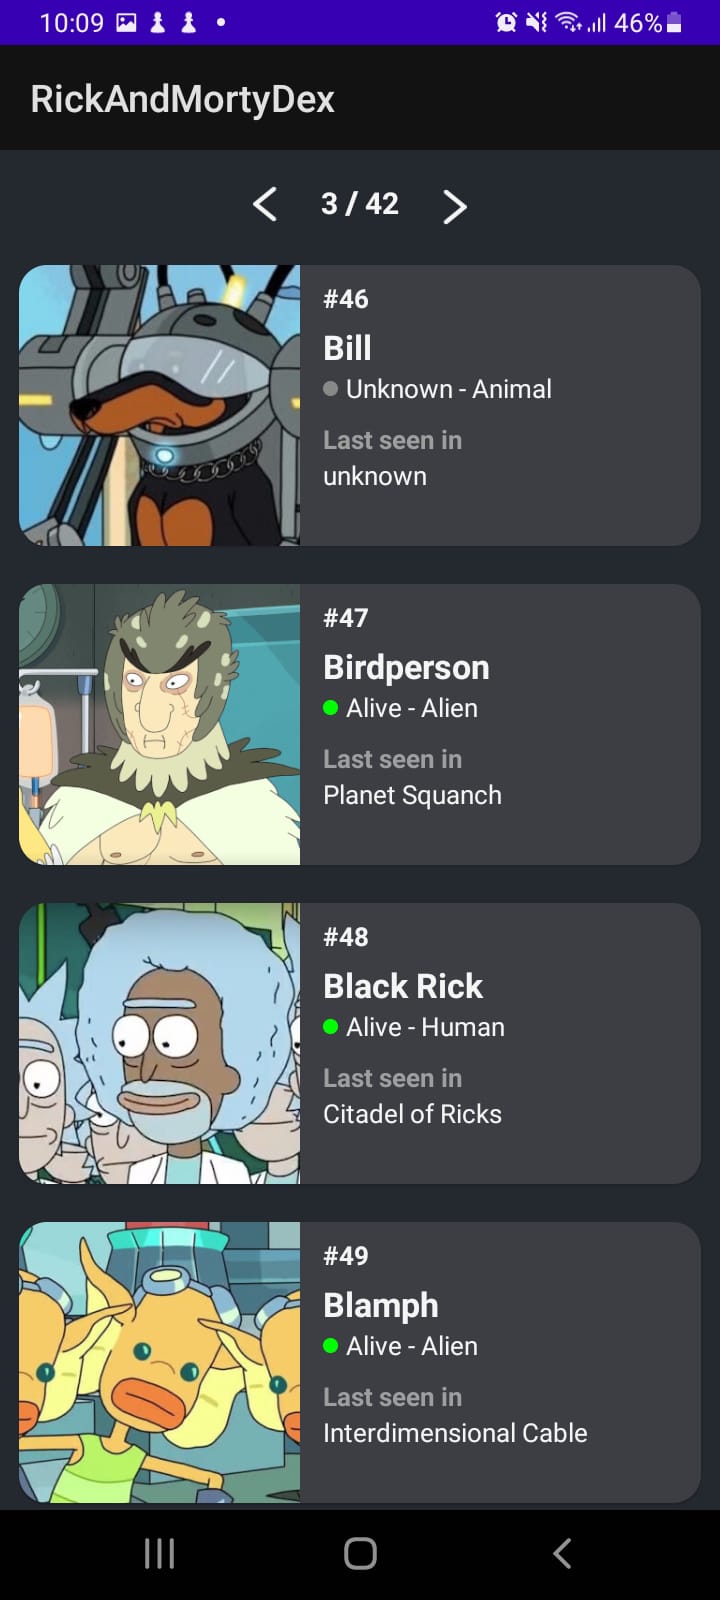 10:09
46%
RickAndMortyDex
3 / 42
#46
Bill
Unknown - Animal
Last seen in
unknown
#47
Birdperson
Alive - Alien
Last seen in
Planet Squanch
#48
Black Rick
Alive - Human
Last seen in
Citadel of Ricks
#49
Blamph
Alive - Alien
Last seen in
Interdimensional Cable